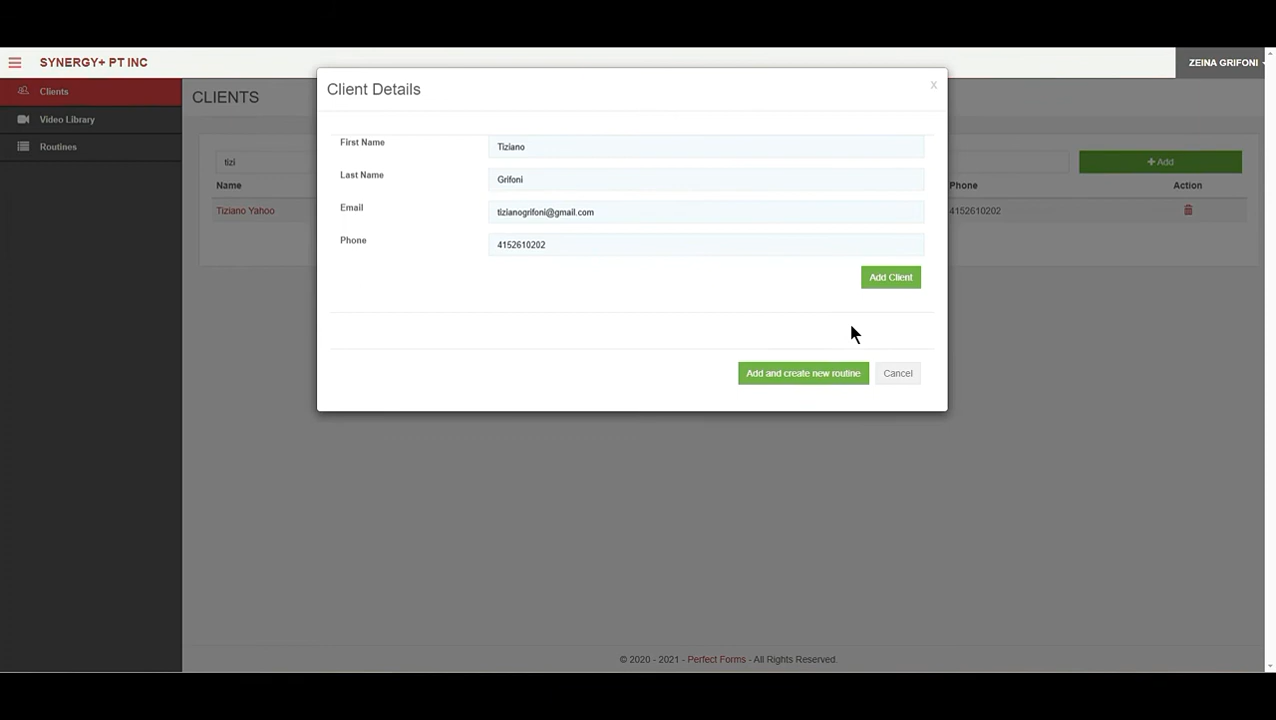 SYNERGY+ PT INC
ZEINA GRIFONI
Clients
Video Library
Routines
CLIENTS
tizi
+ Add
Name
Phone
Action
Tiziano Yahoo
4152610202
Client Details
x
First Name
Tiziano
Last Name
Grifoni
Email
tizianogrifoni@gmail.com
Phone
4152610202
Add Client
Add and create new routine
Cancel
© 2020 - 2021 - Perfect Forms - All Rights Reserved.